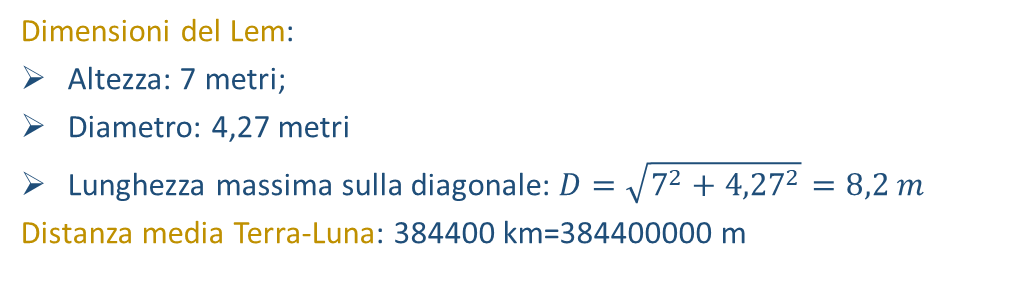 Dimensioni del Lem:
➢ Altezza: 7 metri;
➢ Diametro: 4,27 metri
➢ Lunghezza massima sulla diagonale: D = √(7² + 4,27²) = 8,2 m
Distanza media Terra-Luna: 384400 km=384400000 m